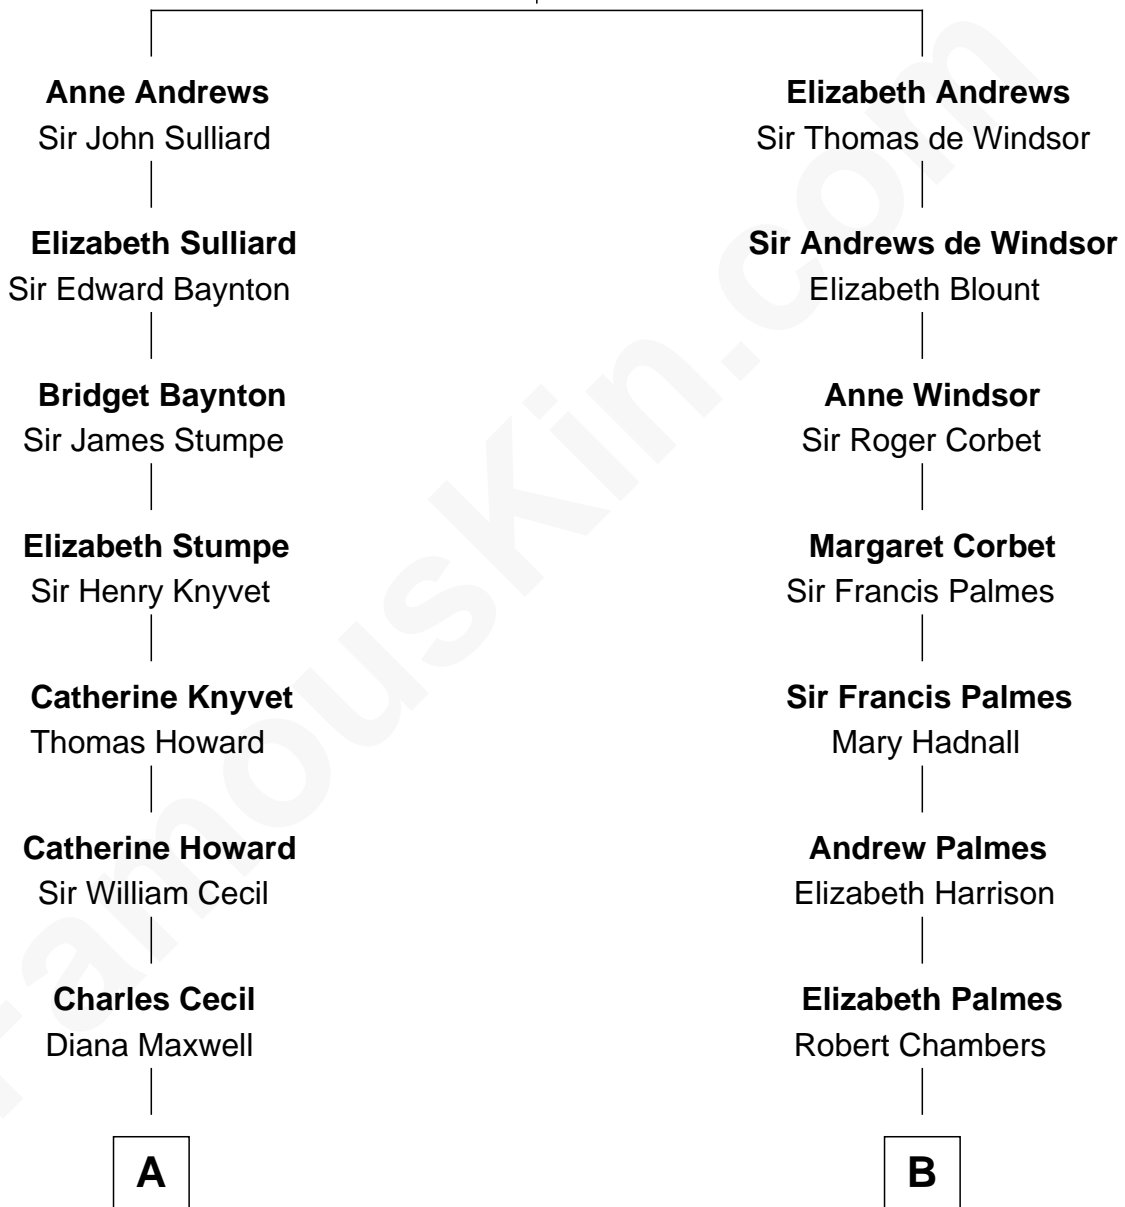 Anne Andrews
Sir John Sulliard
Elizabeth Sulliard
Sir Edward Baynton
Bridget Baynton
Sir James Stumpe
Elizabeth Stumpe
Sir Henry Knyvet
Catherine Knyvet
Thomas Howard
Catherine Howard
Sir William Cecil
Charles Cecil
Diana Maxwell
A
Elizabeth Andrews
Sir Thomas de Windsor
Sir Andrews de Windsor
Elizabeth Blount
Anne Windsor
Sir Roger Corbet
Margaret Corbet
Sir Francis Palmes
Sir Francis Palmes
Mary Hadnall
Andrew Palmes
Elizabeth Harrison
Elizabeth Palmes
Robert Chambers
B
FamousKin.com